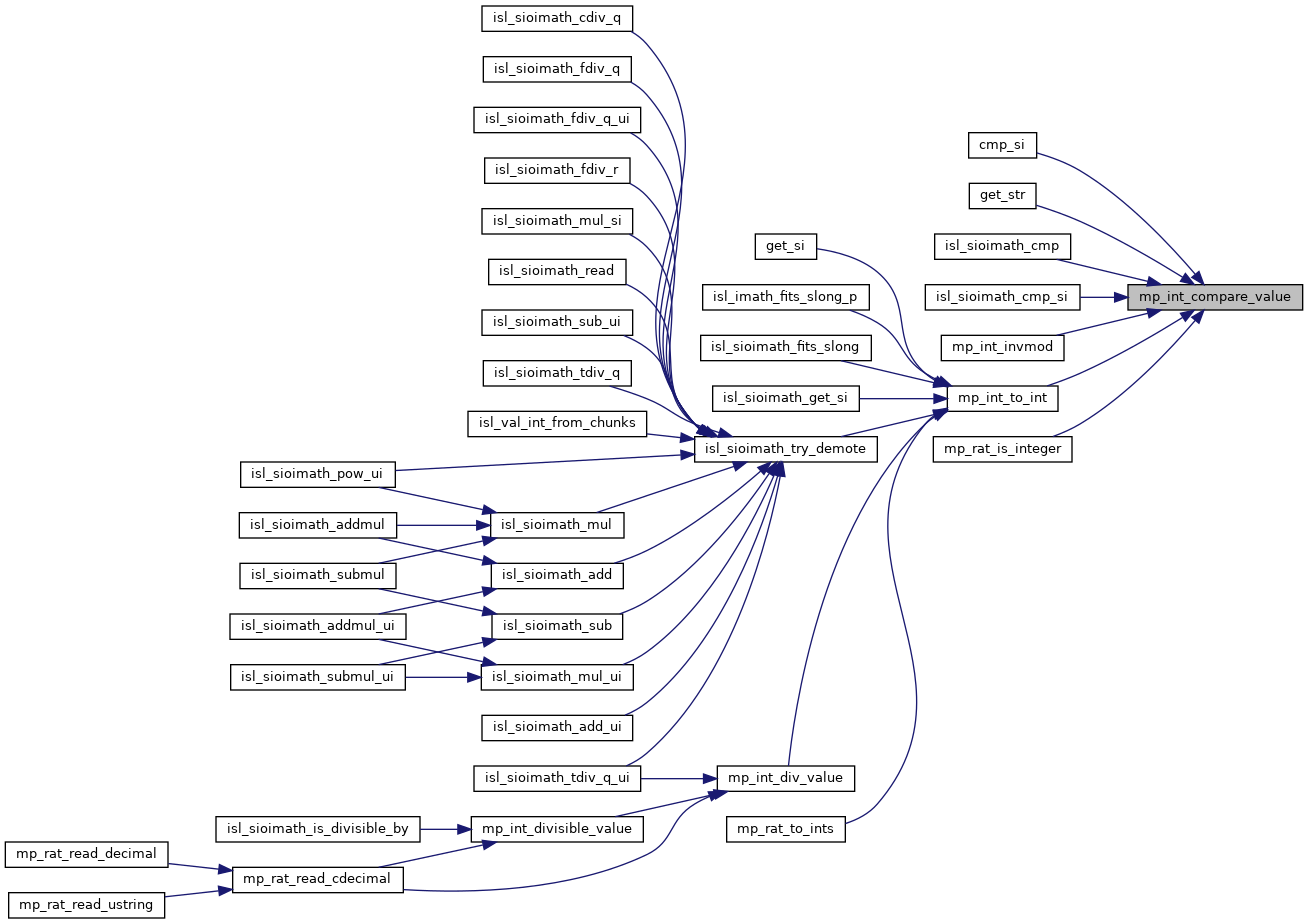 isl_sioimath_cdiv_q
isl_sioimath_fdiv_q
isl_sioimath_fdiv_q_ui
cmp_si
isl_sioimath_fdiv_r
get_str
isl_sioimath_mul_si
get_si
isl_sioimath_cmp
isl_sioimath_read
isl_imath_fits_slong_p
isl_sioimath_cmp_si
mp_int_compare_value
isl_sioimath_sub_ui
isl_sioimath_fits_slong
mp_int_invmod
isl_sioimath_tdiv_q
isl_sioimath_get_si
mp_int_to_int
isl_val_int_from_chunks
isl_sioimath_try_demote
mp_rat_is_integer
isl_sioimath_pow_ui
isl_sioimath_addmul
isl_sioimath_mul
isl_sioimath_submul
isl_sioimath_add
isl_sioimath_addmul_ui
isl_sioimath_sub
isl_sioimath_submul_ui
isl_sioimath_mul_ui
isl_sioimath_add_ui
isl_sioimath_tdiv_q_ui
mp_int_div_value
isl_sioimath_is_divisible_by
mp_int_divisible_value
mp_rat_to_ints
mp_rat_read_decimal
mp_rat_read_cdecimal
mp_rat_read_ustring